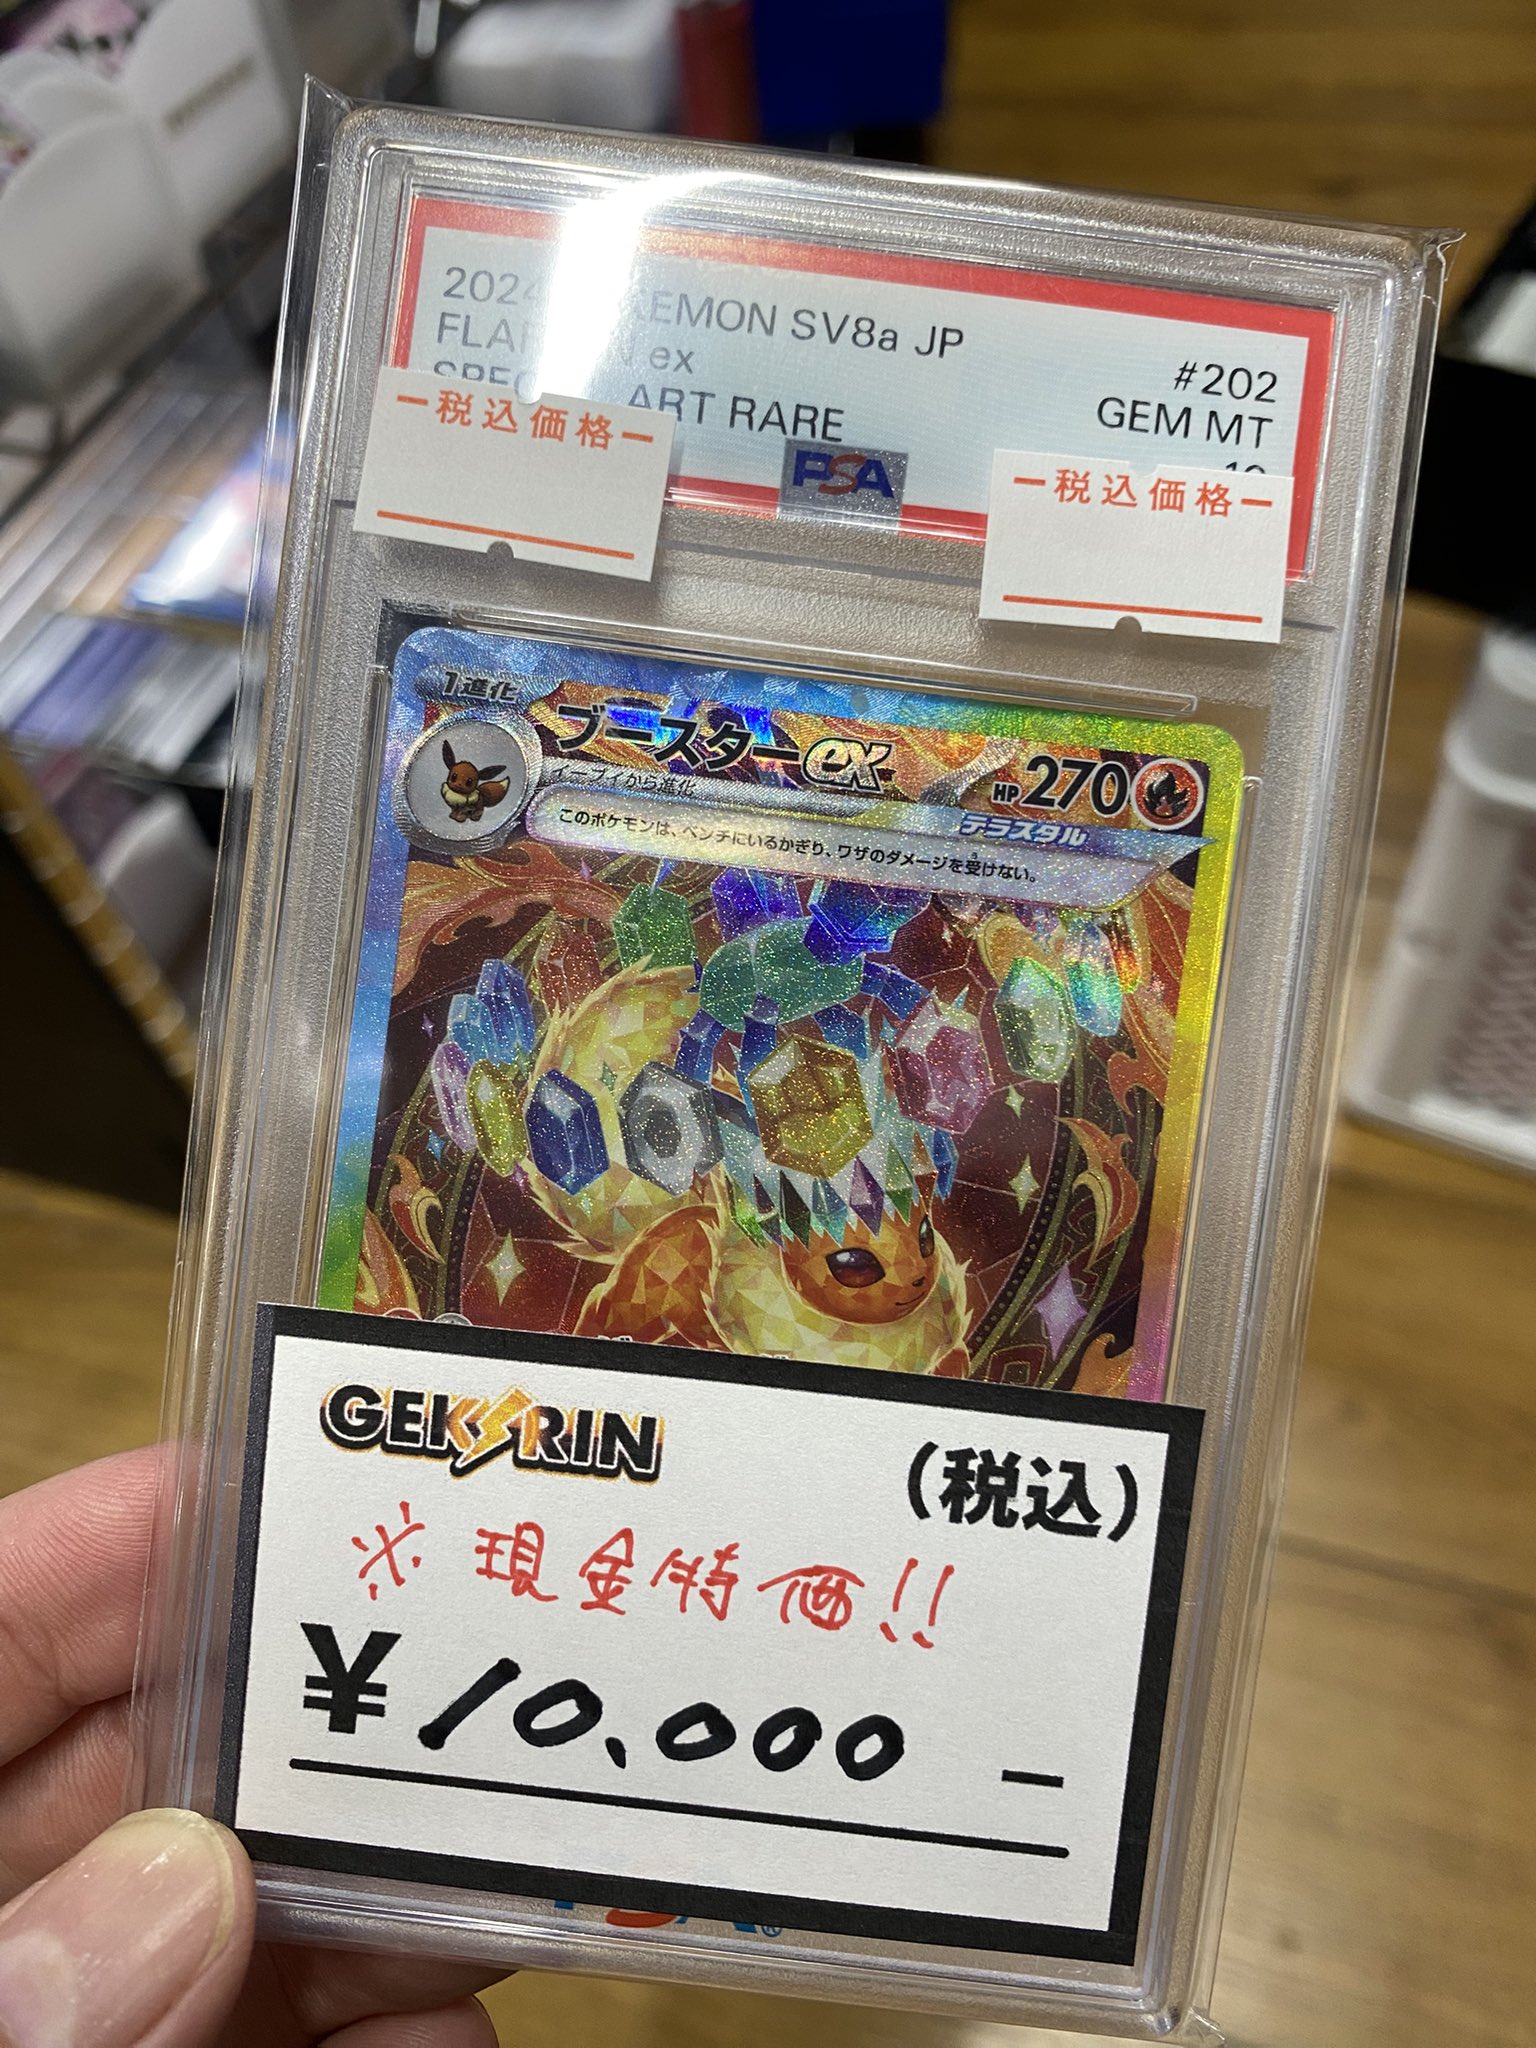 EMON SV8a JP
#202
ex
GEM MT
ART RARE
10
PSA
ー税込価格ー
ー税込価格ー
1進化
ブースターex
HP270
イーブイから進化
テラスタル
このポケモンは、ベンチにいるかぎり、ワザのダメージを受けない。
GEKIRIN
(税込)
※現金特価!!
¥10.000 -